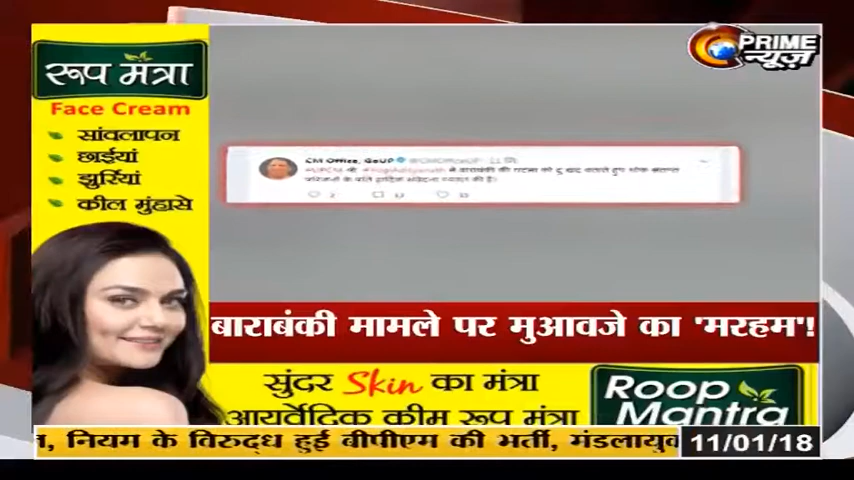 रूप मंत्रा
Face Cream
सांवलापन
छाईयां
झुर्रियां
कील मुंहासे
PRIME
न्यूज़
CM Office, GoUP
बाराबंकी की घटना को
बाराबंकी मामले पर मुआवजे का 'मरहम'!
सुंदर Skin का मंत्रा
आयुर्वेदिक क्रीम रूप मंत्रा
Roop
Mantra
, नियम के विरुद्ध हुई बीपीएम की भर्ती, मंडलायुक
11/01/18